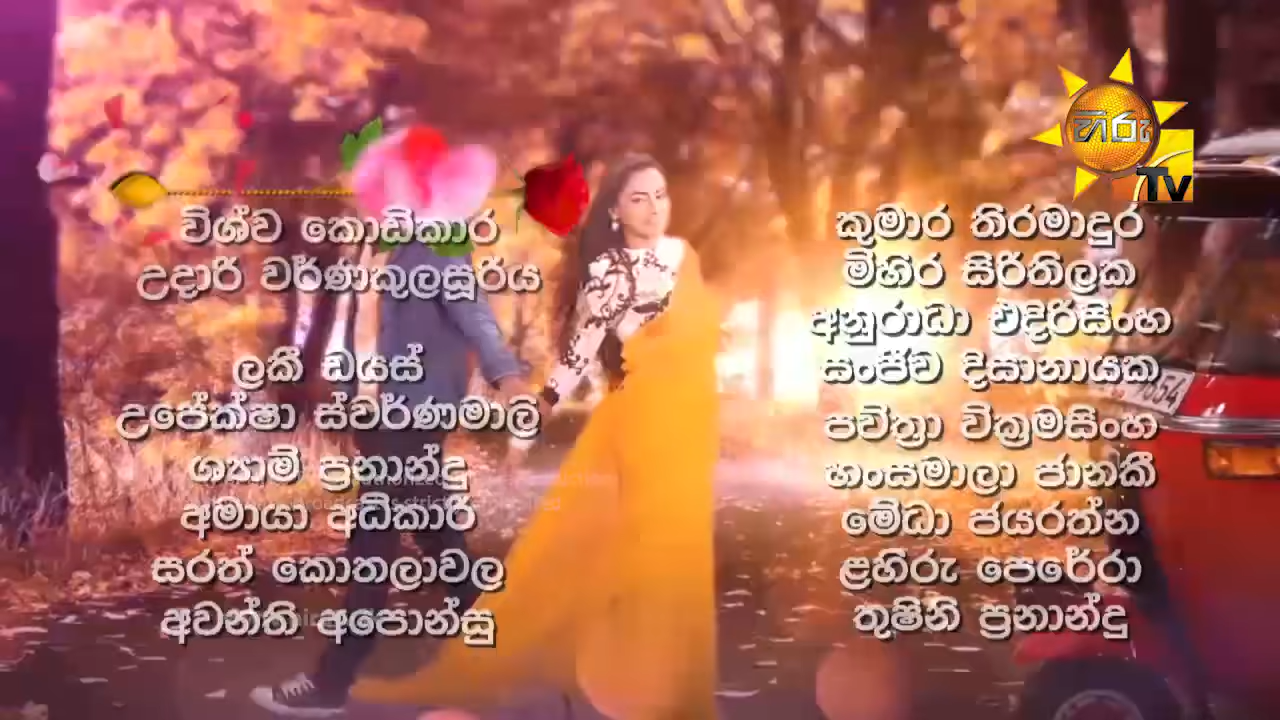 හිරු
Tv
විශ්ව කොඩිකාර
උදාරි වර්ණකුලසූරිය
ලකී ඩයස්
උපේක්ෂා ස්වර්ණමාලි
ශ්‍යාම් ප්‍රනාන්දු
අමායා අධිකාරි
සරත් කොතලාවල
අවන්ති අපොන්සු
කුමාර තිරමාදුර
මිහිර සිරිතිලක
අනුරාධා එදිරිසිංහ
සංජීව දිසානායක
පවිත්‍රා වික්‍රමසිංහ
හංසමාලා ජානකී
මේධා ජයරත්න
ළහිරු පෙරේරා
තුෂිනි ප්‍රනාන්දු